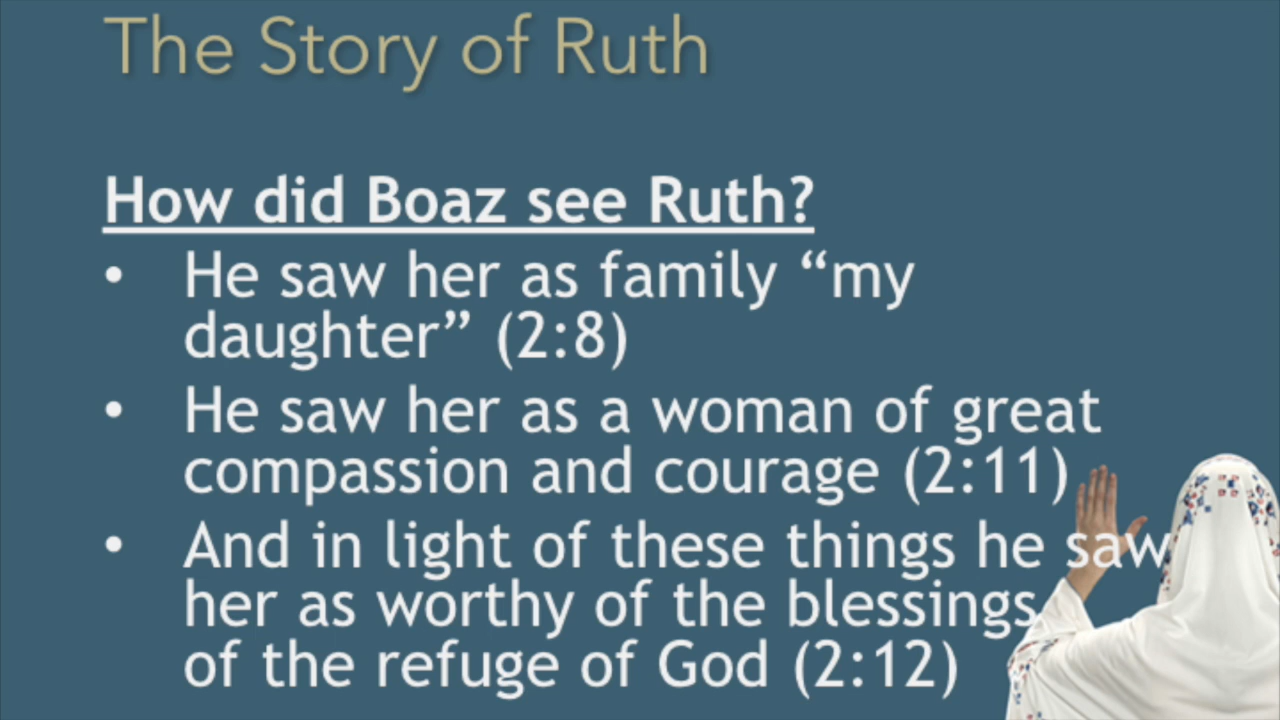 The Story of Ruth
How did Boaz see Ruth?
• He saw her as family “my
daughter” (2:8)
• He saw her as a woman of great
compassion and courage (2:11)
• And in light of these things he saw
her as worthy of the blessings
of the refuge of God (2:12)